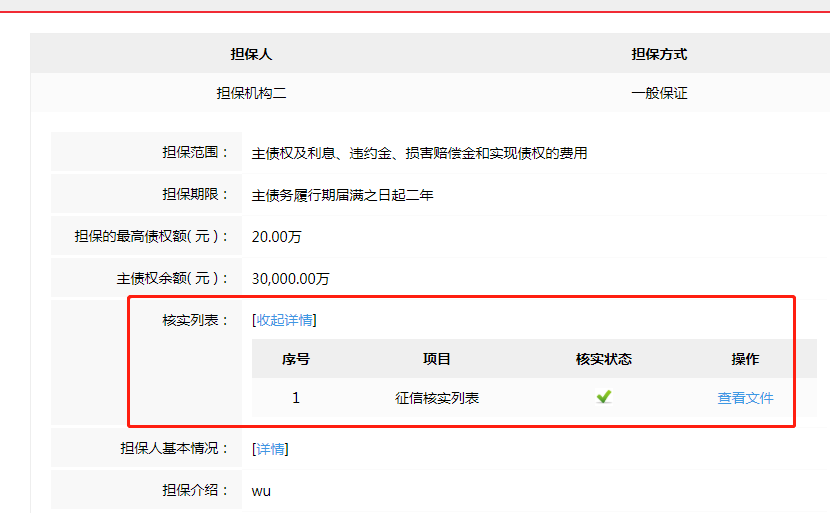 担保人 担保方式
担保机构二 一般保证
担保范围： 主债权及利息、违约金、损害赔偿金和实现债权的费用
担保期限： 主债务履行期届满之日起二年
担保的最高债权额( 元 )： 20.00万
主债权余额( 元 )： 30,000.00万
核实列表： [收起详情]
序号 项目 核实状态 操作
1 征信核实列表 查看文件
担保人基本情况： [详情]
担保介绍： wu